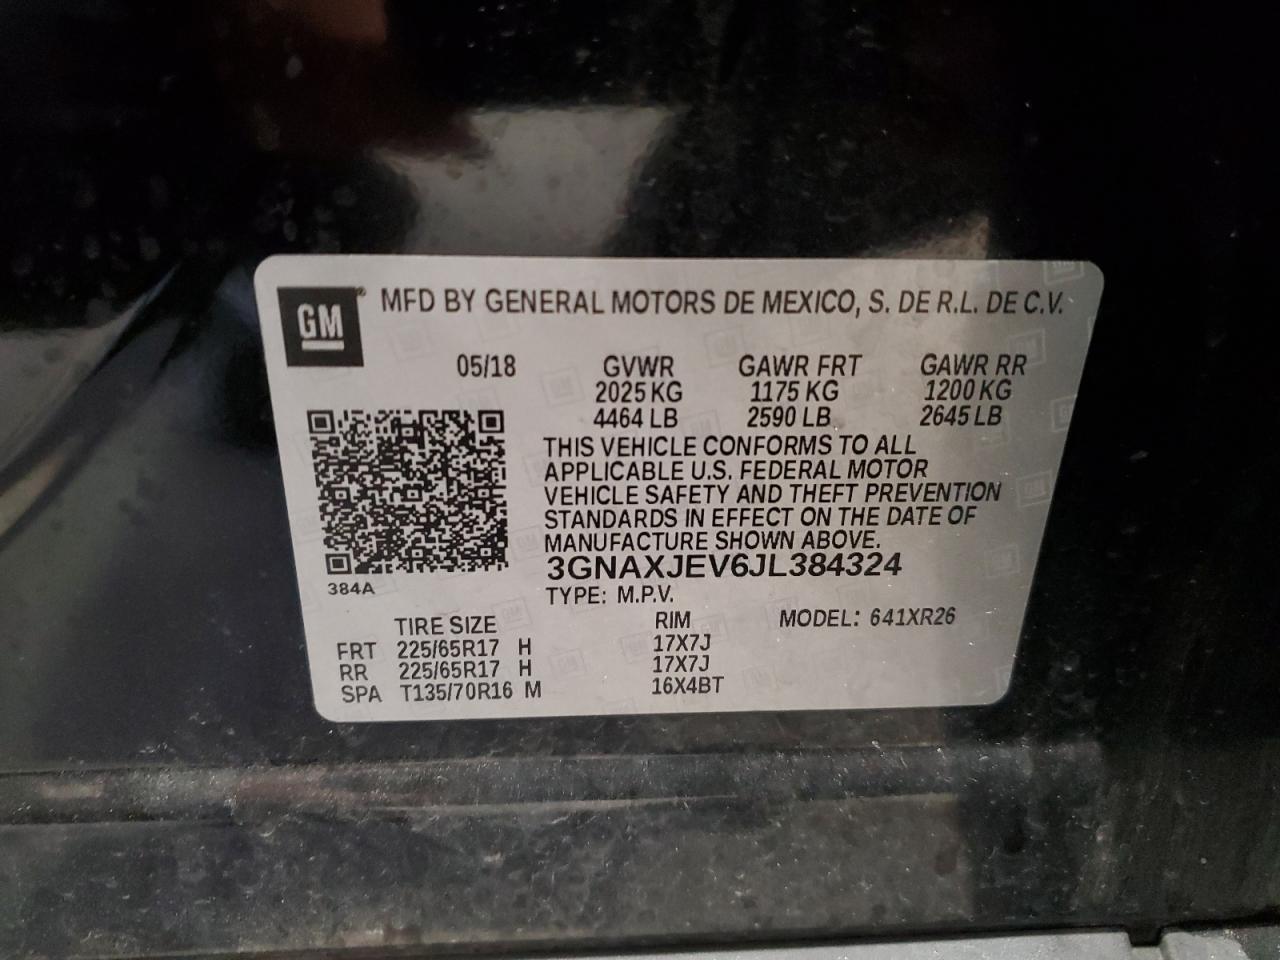 GM® MFD BY GENERAL MOTORS DE MEXICO, S. DE R.L. DE C.V.
05/18 GVWR GAWR FRT GAWR RR
2025 KG 1175 KG 1200 KG
4464 LB 2590 LB 2645 LB
THIS VEHICLE CONFORMS TO ALL
APPLICABLE U.S. FEDERAL MOTOR
VEHICLE SAFETY AND THEFT PREVENTION
STANDARDS IN EFFECT ON THE DATE OF
MANUFACTURE SHOWN ABOVE.
3GNAXJEV6JL384324
384A TYPE: M.P.V.
TIRE SIZE RIM MODEL: 641XR26
FRT 225/65R17 H 17X7J
RR 225/65R17 H 17X7J
SPA T135/70R16 M 16X4BT